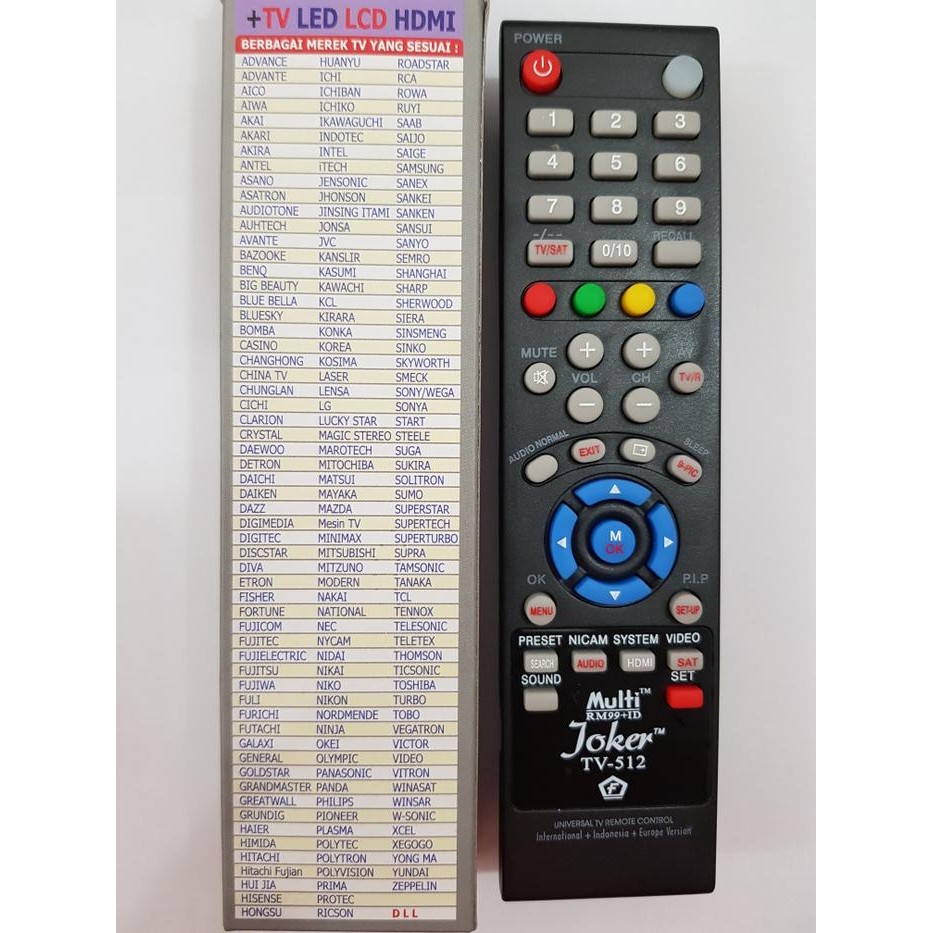 +TV LED LCD HDMI
BERBAGAI MEREK TV YANG SESUAI :
ADVANCE HUANYU ROADSTAR
ADVANTE ICHI RCA
AICO ICHIBAN ROWA
AIWA ICHIKO RUYI
AKAI IKAWAGUCHI SAAB
AKARI INDOTEC SAIJO
AKIRA INTEL SAIGE
ANTEL iTECH SAMSUNG
ASANO JENSONIC SANEX
ASATRON JHONSON SANKEI
AUDIOTONE JINSING ITAMI SANKEN
AUHTECH JONSA SANSUI
AVANTE JVC SANYO
BAZOOKE KANSLIR SEMRO
BENQ KASUMI SHANGHAI
BIG BEAUTY KAWACHI SHARP
BLUE BELLA KCL SHERWOOD
BLUESKY KIRARA SIERA
BOMBA KONKA SINSMENG
CASINO KOREA SINKO
CHANGHONG KOSIMA SKYWORTH
CHINA TV LASER SMECK
CHUNGLAN LENSA SONY/WEGA
CICHI LG SONYA
CLARION LUCKY STAR START
CRYSTAL MAGIC STEREO STEELE
DAEWOO MAROTECH SUGA
DETRON MITOCHIBA SUKIRA
DAICHI MATSUI SOLITRON
DAIKEN MAYAKA SUMO
DAZZ MAZDA SUPERSTAR
DIGIMEDIA Mesin TV SUPERTECH
DIGITEC MINIMAX SUPERTURBO
DISCSTAR MITSUBISHI SUPRA
DIVA MITZUNO TAMSONIC
ETRON MODERN TANAKA
FISHER NAKAI TCL
FORTUNE NATIONAL TENNOX
FUJICOM NEC TELESONIC
FUJITEC NYCAM TELETEX
FUJIELECTRIC NIDAI THOMSON
FUJITSU NIKAI TICSONIC
FUJIWA NIKO TOSHIBA
FULI NIKON TURBO
FURICHI NORDMENDE TOBO
FUTACHI NINJA VEGATRON
GALAXI OKEI VICTOR
GENERAL OLYMPIC VIDEO
GOLDSTAR PANASONIC VITRON
GRANDMASTER PANDA WINASAT
GREATWALL PHILIPS WINSAR
GRUNDIG PIONEER W-SONIC
HAIER PLASMA XCEL
HIMIDA POLYTEC XEGOGO
HITACHI POLYTRON YONG MA
Hitachi Fujian POLYVISION YUNDAI
HUI JIA PRIMA ZEPPELIN
HISENSE PROTEC
HONGSU RICSON D L L
POWER
1 2 3
4 5 6
7 8 9
-/-- RECALL
TV/SAT 0/10
MUTE + + AV
VOL CH TV/R
- -
AUDIO NORMAL EXIT SLEEP
9-PIC
M
OK
OK P.I.P
MENU SET-UP
PRESET NICAM SYSTEM VIDEO
SEARCH AUDIO HDMI SAT
SOUND SET
Multi™
RM99+ID
Joker™
TV-512
F
UNIVERSAL TV REMOTE CONTROL
International + Indonesia + Europe Version